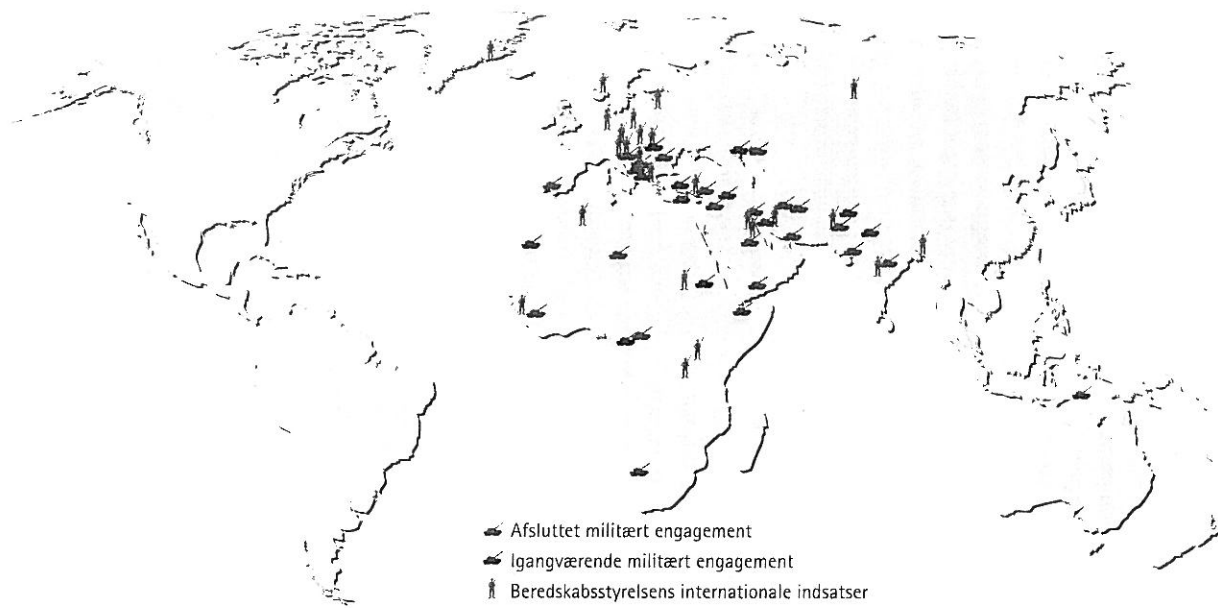 Afsluttet militært engagement
Igangværende militært engagement
Beredskabsstyrelsens internationale indsatser